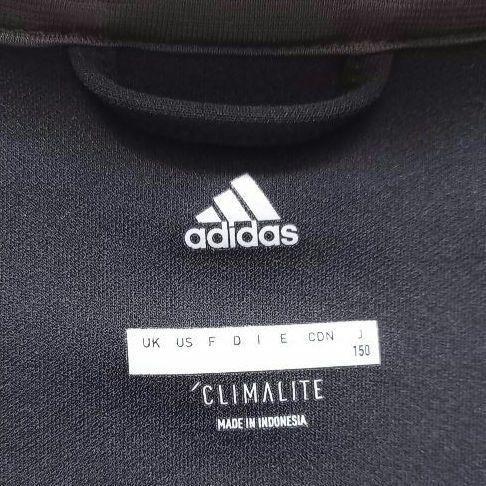 adidas
UK US F D I E CDN J
150
CLIMALITE
MADE IN INDONESIA